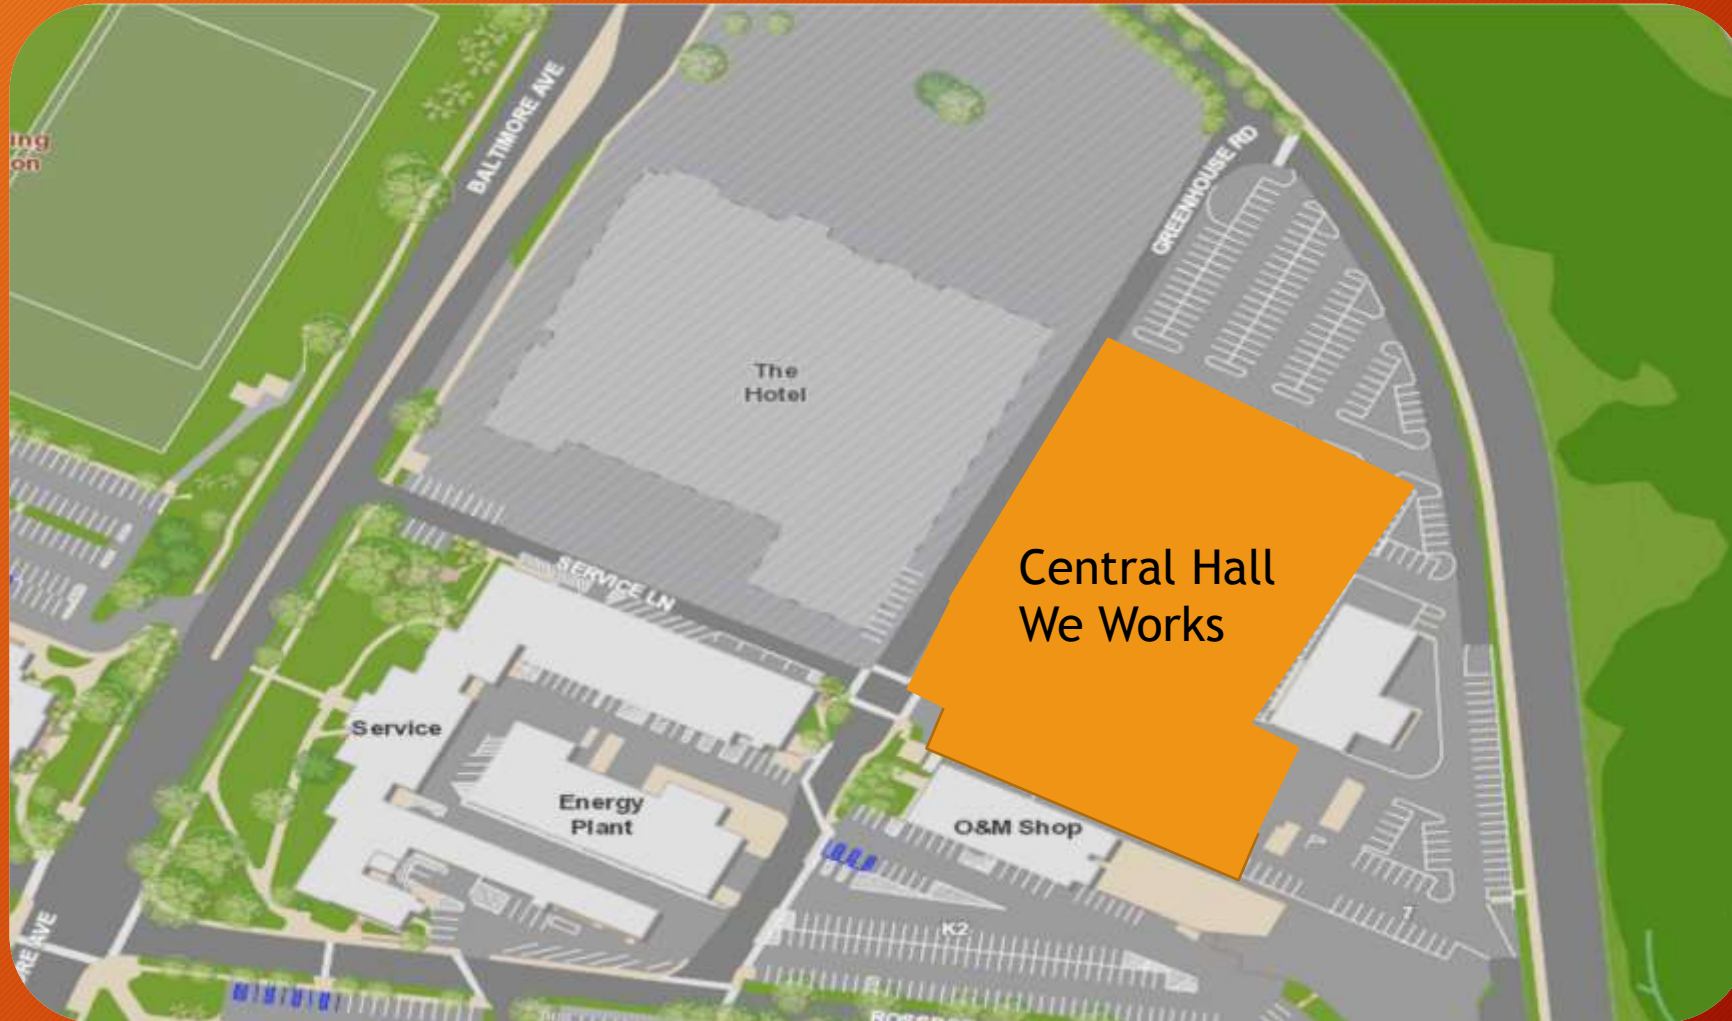 ing
on
BALTIMORE AVE
GREENHOUSE RD
The
Hotel
SERVICE LN
Central Hall
We Works
Service
Energy
Plant
O&M Shop
K2
RE AVE